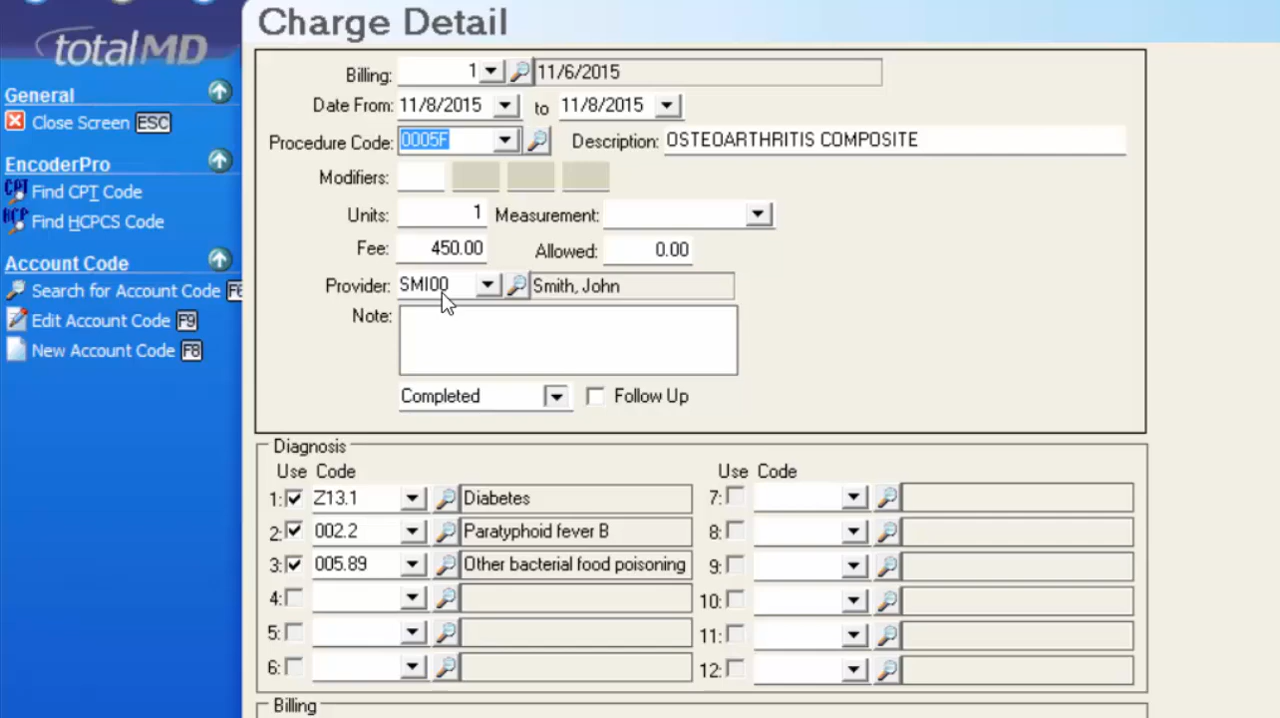 Charge Detail
totalMD
General
Close Screen ESC
EncoderPro
CPT Find CPT Code
HCP Find HCPCS Code
Account Code
Search for Account Code
Edit Account Code F9
New Account Code F8
Billing: 1 11/6/2015
Date From: 11/8/2015 to 11/8/2015
Procedure Code: 0005F Description: OSTEOARTHRITIS COMPOSITE
Modifiers:
Units: 1 Measurement:
Fee: 450.00 Allowed: 0.00
Provider: SMI00 Smith, John
Note:
Completed Follow Up
Diagnosis
Use Code Use Code
1: Z13.1 Diabetes 7:
2: 002.2 Paratyphoid fever B 8:
3: 005.89 Other bacterial food poisoning 9:
4: 10:
5: 11:
6: 12:
Billing